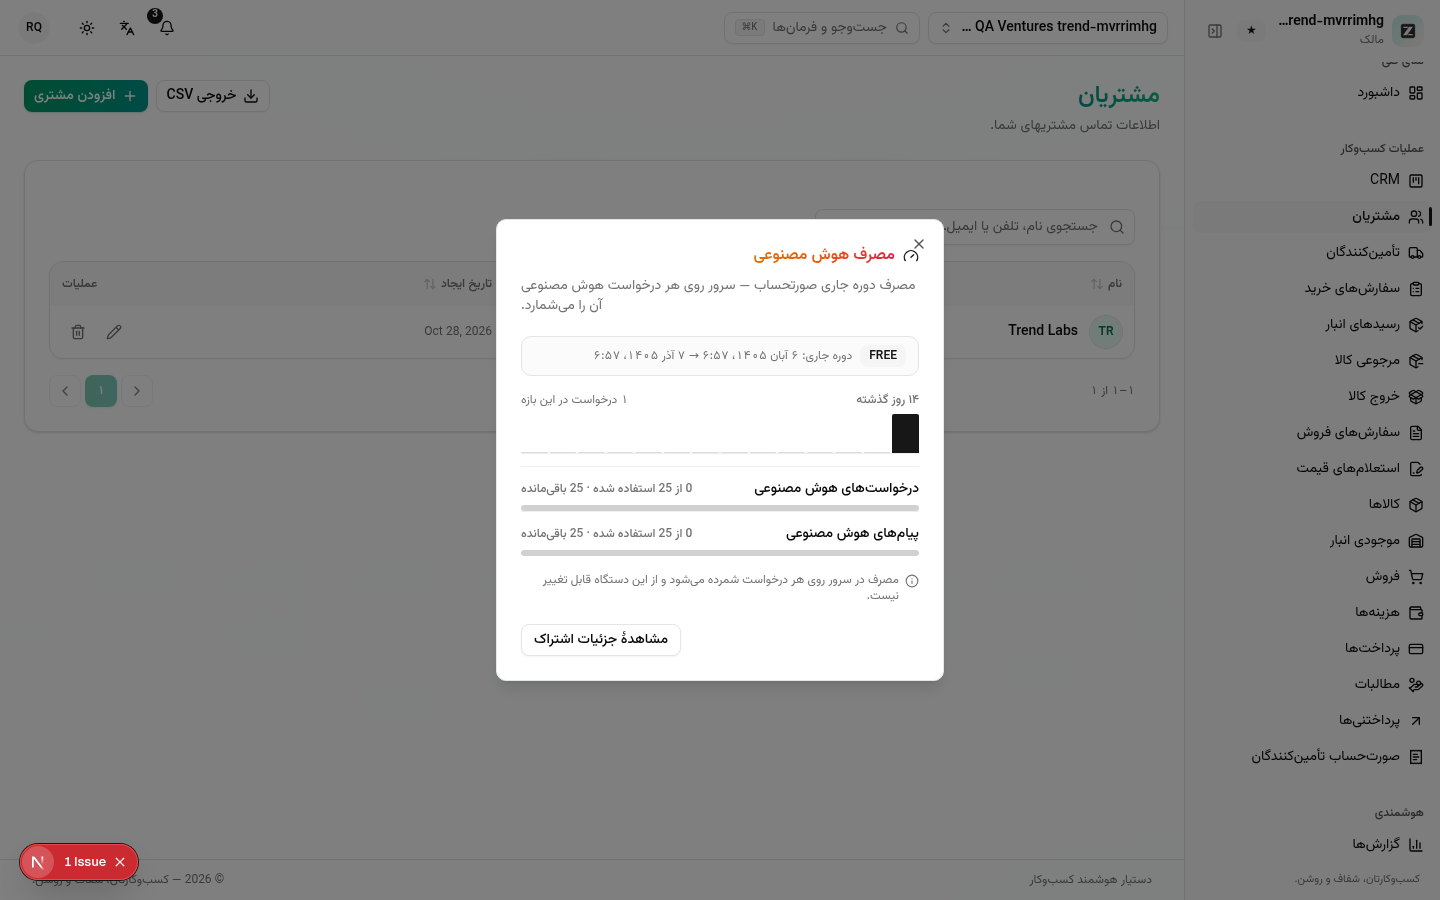 rend-mvrrimhg...
مالک
داشبورد
عملیات کسب‌وکار
CRM
مشتریان
تأمین‌کنندگان
سفارش‌های خرید
رسیدهای انبار
مرجوعی کالا
خروج کالا
سفارش‌های فروش
استعلام‌های قیمت
کالاها
موجودی انبار
فروش
هزینه‌ها
پرداخت‌ها
مطالبات
پرداختنی‌ها
صورت‌حساب تأمین‌کنندگان
هوشمندی
گزارش‌ها
کسب‌وکارتان، شفاف و روشن.
QA Ventures trend-mvrrimhg ...
جست‌وجو و فرمان‌ها
⌘K
3
RQ
مشتریان
اطلاعات تماس مشتریهای شما.
خروجی CSV
افزودن مشتری
جستجوی نام، تلفن یا ایمیل.
نام
تاریخ ایجاد
عملیات
TR
Trend Labs
Oct 28, 2026
۱–۱ از ۱
۱
مصرف هوش مصنوعی
مصرف دوره جاری صورتحساب — سرور روی هر درخواست هوش مصنوعی
آن را می‌شمارد.
FREE
دوره جاری: ۶ آبان ۱۴۰۵، ۶:۵۷ → ۷ آذر ۱۴۰۵، ۶:۵۷
۱۴ روز گذشته
۱ درخواست در این بازه
درخواست‌های هوش مصنوعی
0 از 25 استفاده شده · 25 باقی‌مانده
پیام‌های هوش مصنوعی
0 از 25 استفاده شده · 25 باقی‌مانده
مصرف در سرور روی هر درخواست شمرده می‌شود و از این دستگاه قابل تغییر
نیست.
مشاهدهٔ جزئیات اشتراک
دستیار هوشمند کسب‌وکار
© 2026 — کسب‌وکارتان، شفاف و روشن.
1 Issue